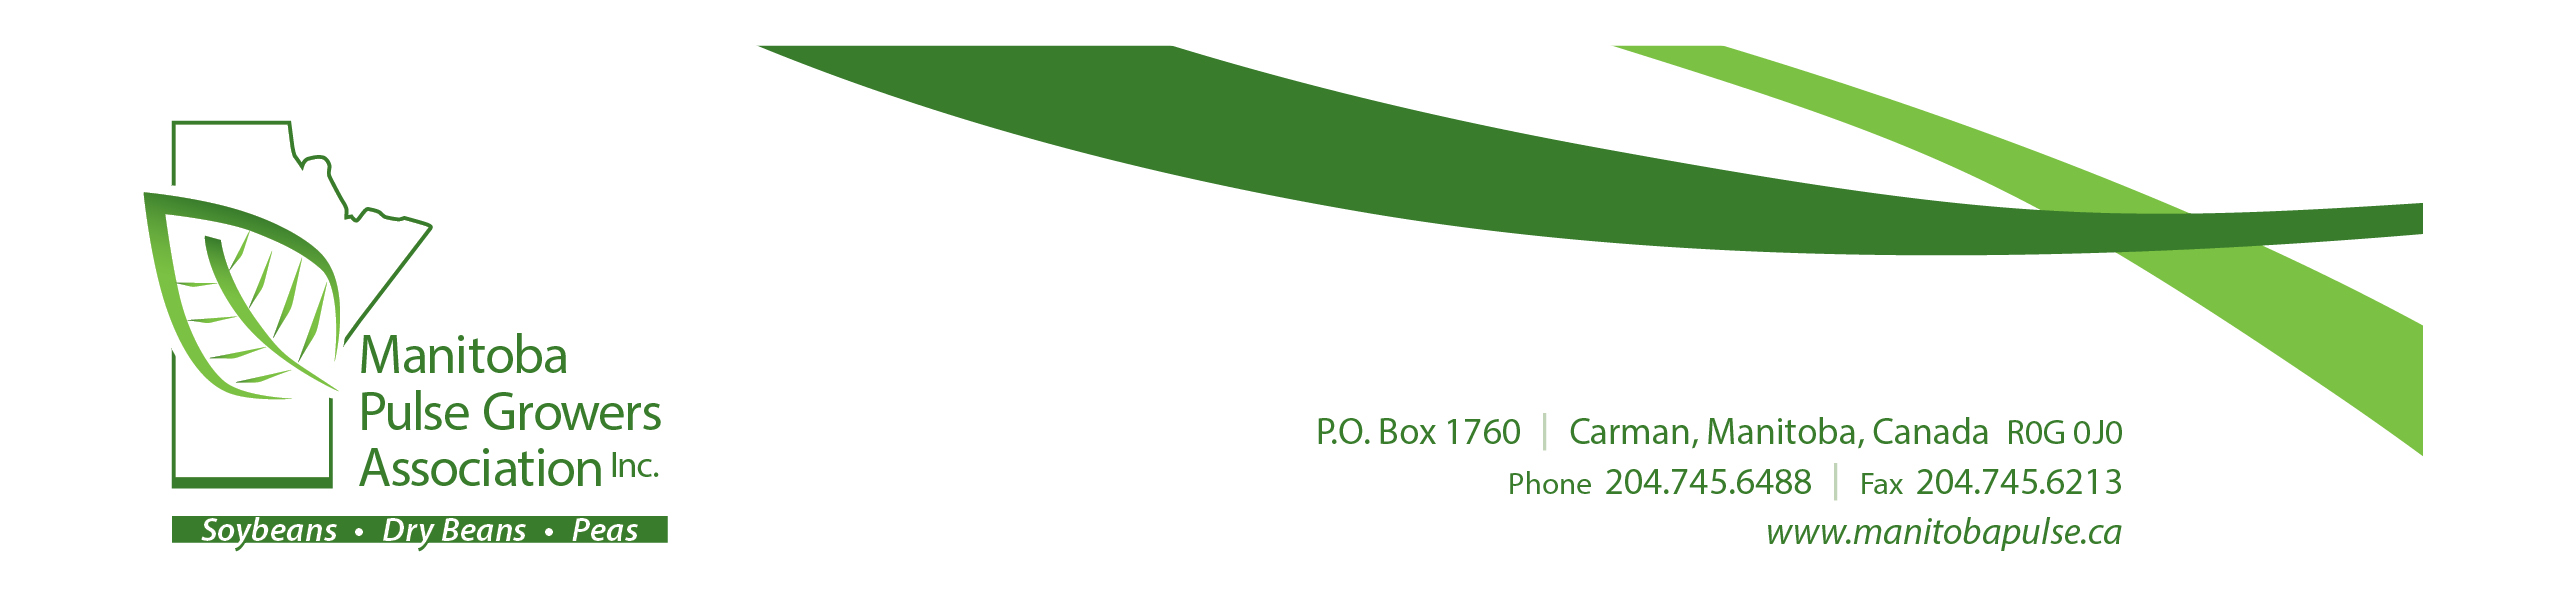 Manitoba
Pulse Growers
Association Inc.
Soybeans • Dry Beans • Peas
P.O. Box 1760 | Carman, Manitoba, Canada R0G 0J0
Phone 204.745.6488 | Fax 204.745.6213
www.manitobapulse.ca